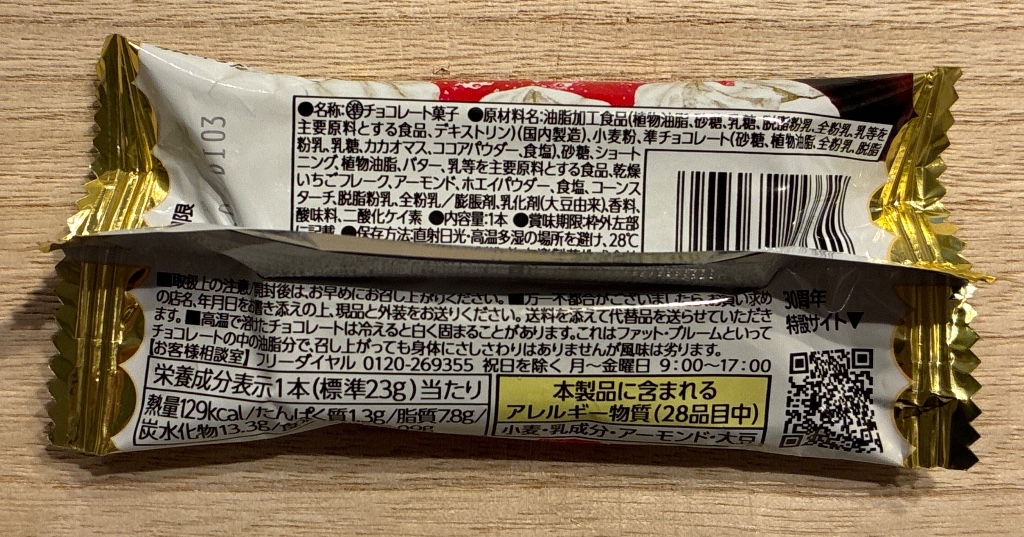 ●名称:準チョコレート菓子 ●原材料名:油脂加工食品(植物油脂、砂糖、乳糖、脱脂粉乳、全粉乳、乳等を
主要原料とする食品、デキストリン)(国内製造)、小麦粉、準チョコレート(砂糖、植物油脂、全粉乳、脱脂
粉乳、乳糖、カカオマス、ココアパウダー、食塩)、砂糖、ショート
ニング、植物油脂、バター、乳等を主要原料とする食品、乾燥
いちごフレーク、アーモンド、ホエイパウダー、食塩、コーンス
ターチ、脱脂粉乳、全粉乳/膨脹剤、乳化剤(大豆由来)、香料、
酸味料、二酸化ケイ素 ●内容量:1本 ●賞味期限:枠外左部
に記載 ●保存方法:直射日光・高温多湿の場所を避け、28℃
限
0103
■取扱上の注意/開封後は、お早めにお召し上がりください。 ■万一不都合がございましたらお買い求め
の店名、年月日を書き添えの上、現品と外装をお送りください。送料を添えて代替品を送らせていただき
ます。■高温で溶けたチョコレートは冷えると白く固まることがあります。これはファット・ブルームといって
チョコレートの中の油脂分で、召し上がっても身体にさしさわりはありませんが風味は劣ります。
【お客様相談室】フリーダイヤル 0120-269355 祝日を除く 月~金曜日 9:00~17:00
栄養成分表示1本(標準23g)当たり
熱量129kcal/たんぱく質1.3g/脂質7.8g/
炭水化物13.3g/
本製品に含まれる
アレルギー物質(28品目中)
小麦・乳成分・アーモンド・大豆
30周年
特設サイト▼